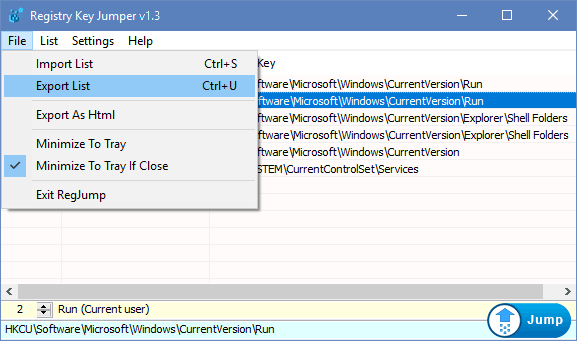 Registry Key Jumper v1.3
File List Settings Help
Key
Import List Ctrl+S
Export List Ctrl+U
Export As Html
Minimize To Tray
Minimize To Tray If Close
Exit RegJump
ftware\Microsoft\Windows\CurrentVersion\Run
ftware\Microsoft\Windows\CurrentVersion\Run
ftware\Microsoft\Windows\CurrentVersion\Explorer\Shell Folders
ftware\Microsoft\Windows\CurrentVersion\Explorer\Shell Folders
ftware\Microsoft\Windows\CurrentVersion
STEM\CurrentControlSet\Services
2 Run (Current user)
Jump
HKCU\Software\Microsoft\Windows\CurrentVersion\Run